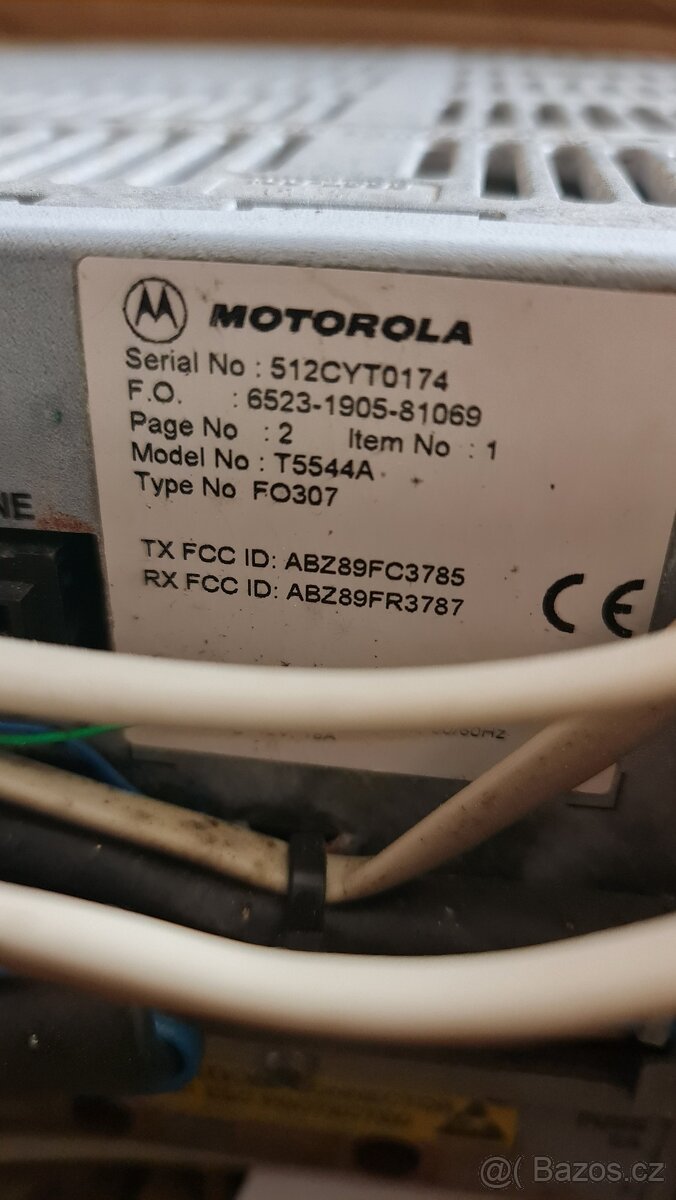 MOTOROLA
Serial No : 512CYT0174
F.O. : 6523-1905-81069
Page No : 2 Item No : 1
Model No : T5544A
Type No FO307
NE
TX FCC ID: ABZ89FC3785
RX FCC ID: ABZ89FR3787
CE
@( Bazos.cz